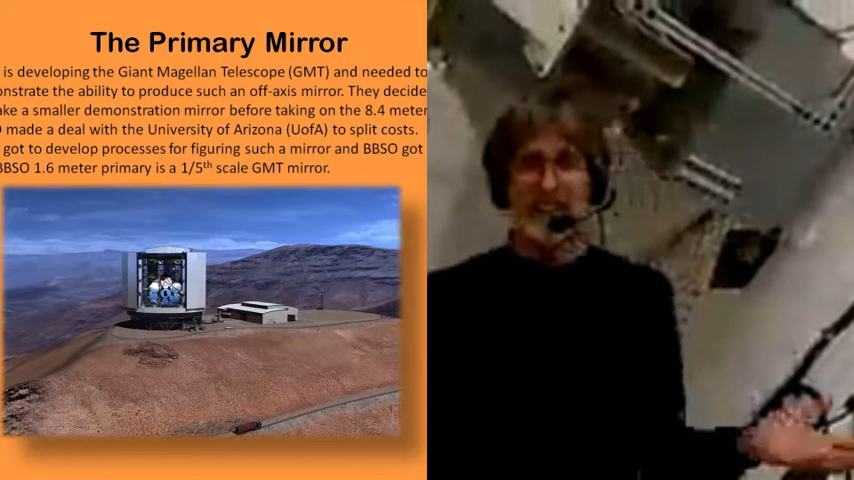 The Primary Mirror
is developing the Giant Magellan Telescope (GMT) and needed to
onstrate the ability to produce such an off-axis mirror. They decide
ake a smaller demonstration mirror before taking on the 8.4 meter
made a deal with the University of Arizona (UofA) to split costs.
got to develop processes for figuring such a mirror and BBSO got
BBSO 1.6 meter primary is a 1/5th scale GMT mirror.